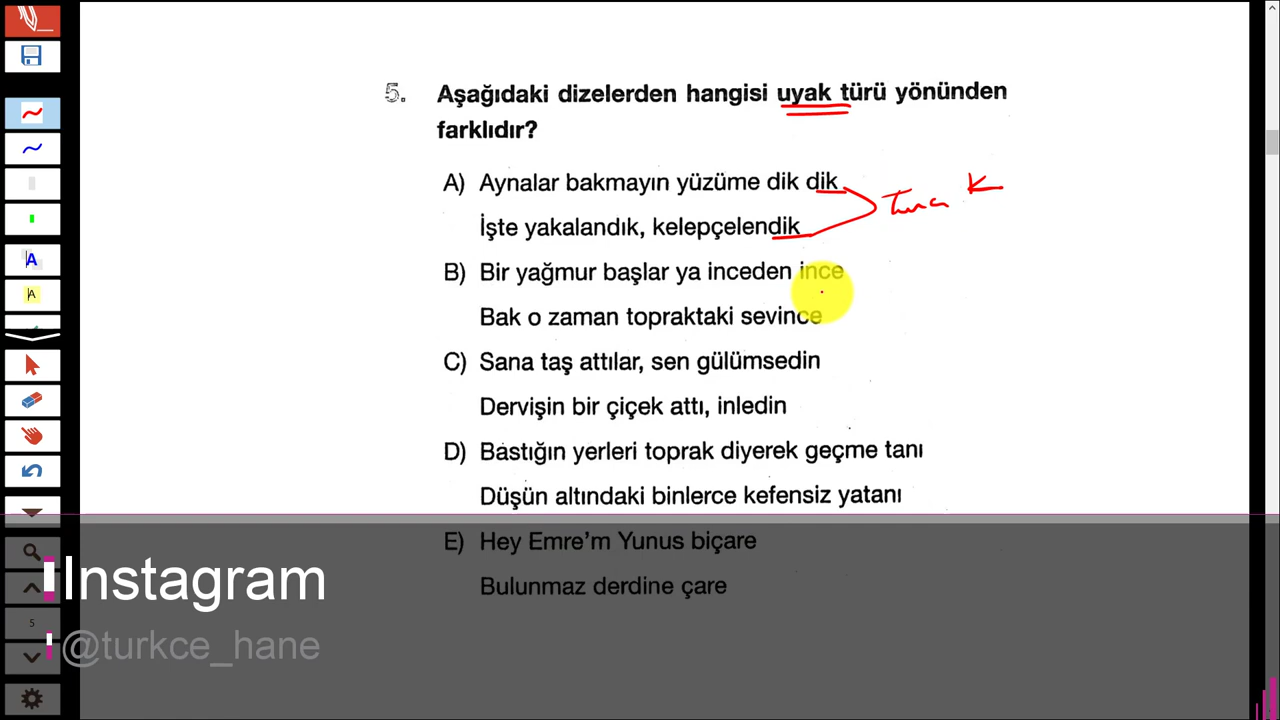 5. Aşağıdaki dizelerden hangisi uyak türü yönünden
farklıdır?
A) Aynalar bakmayın yüzüme dik dik
İşte yakalandık, kelepçelendik
B) Bir yağmur başlar ya inceden ince
Bak o zaman topraktaki sevince
C) Sana taş attılar, sen gülümsedin
Dervişin bir çiçek attı, inledin
D) Bastığın yerleri toprak diyerek geçme tanı
Düşün altındaki binlerce kefensiz yatanı
E) Hey Emre'm Yunus biçare
Bulunmaz derdine çare
K
A
A
5
Instagram
@turkce_hane